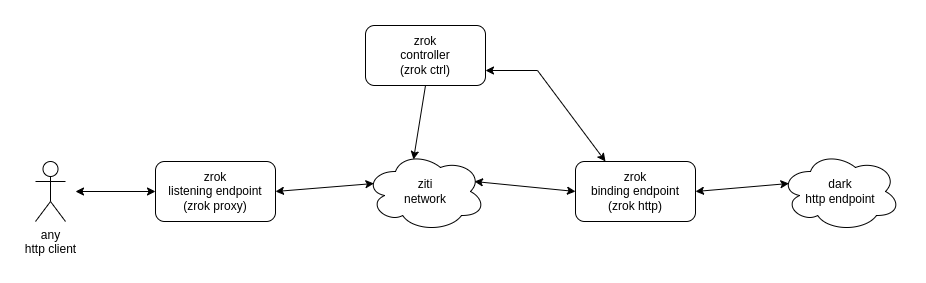 zrok
controller
(zrok ctrl)
zrok
listening endpoint
(zrok proxy)
ziti
network
zrok
binding endpoint
(zrok http)
dark
http endpoint
any
http client